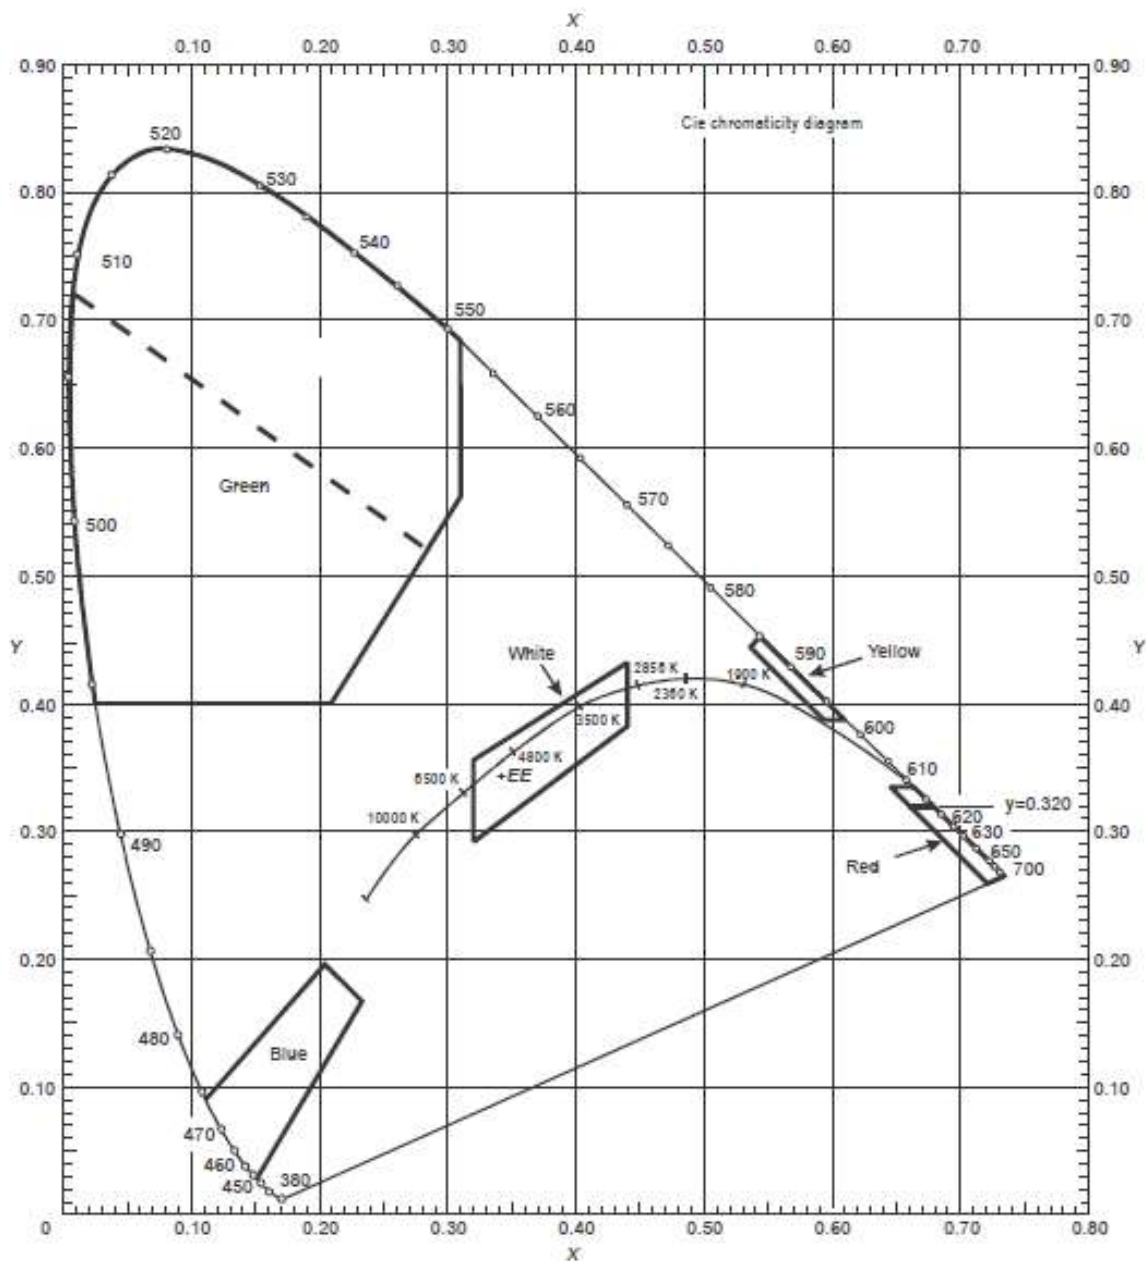 X
0.10 0.20 0.30 0.40 0.50 0.60 0.70
0.90 0.90
Cie chromaticity diagram
520
530
0.80 0.80
540
510
550
0.70 0.70
560
0.60 0.60
570
Green
500
0.50 580 0.50
Y White 590 Yellow Y
2856 K 1900 K
2360 K
0.40 0.40
3500 K 600
4800 K
6500 K +EE 610
10000 K y=0.320
620
0.30 630 0.30
490 650
Red 700
0.20 0.20
480 Blue
0.10 0.10
470
460
450 380
0 0.10 0.20 0.30 0.40 0.50 0.60 0.70 0.80
X